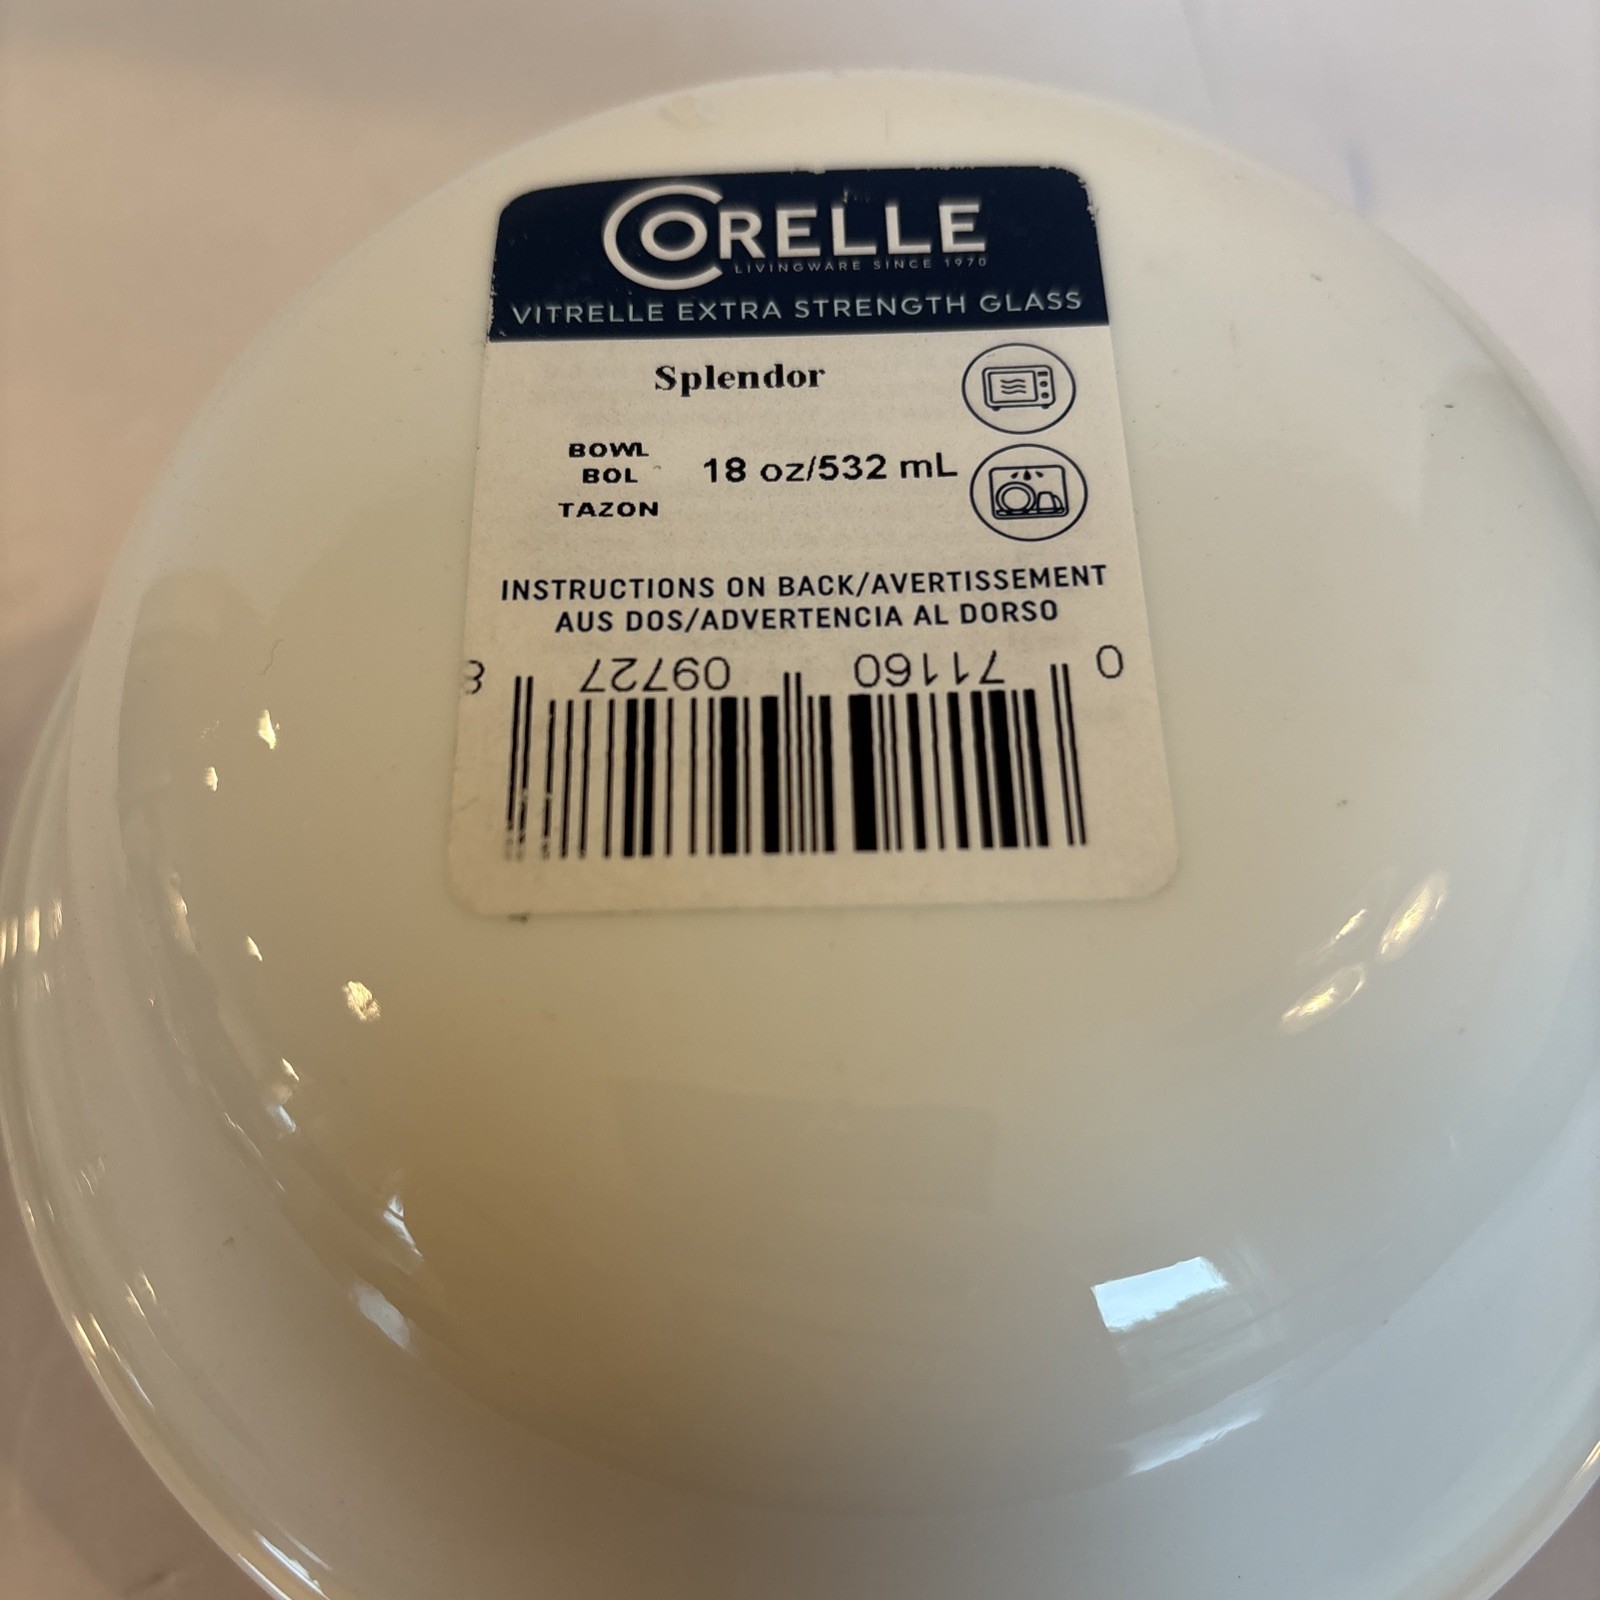 CORELLE
LIVINGWARE SINCE 1970
VITRELLE EXTRA STRENGTH GLASS
Splendor
BOWL
BOL
TAZON
18 oz/532 mL
INSTRUCTIONS ON BACK/AVERTISSEMENT
AUS DOS/ADVERTENCIA AL DORSO
0 71160 09727 8